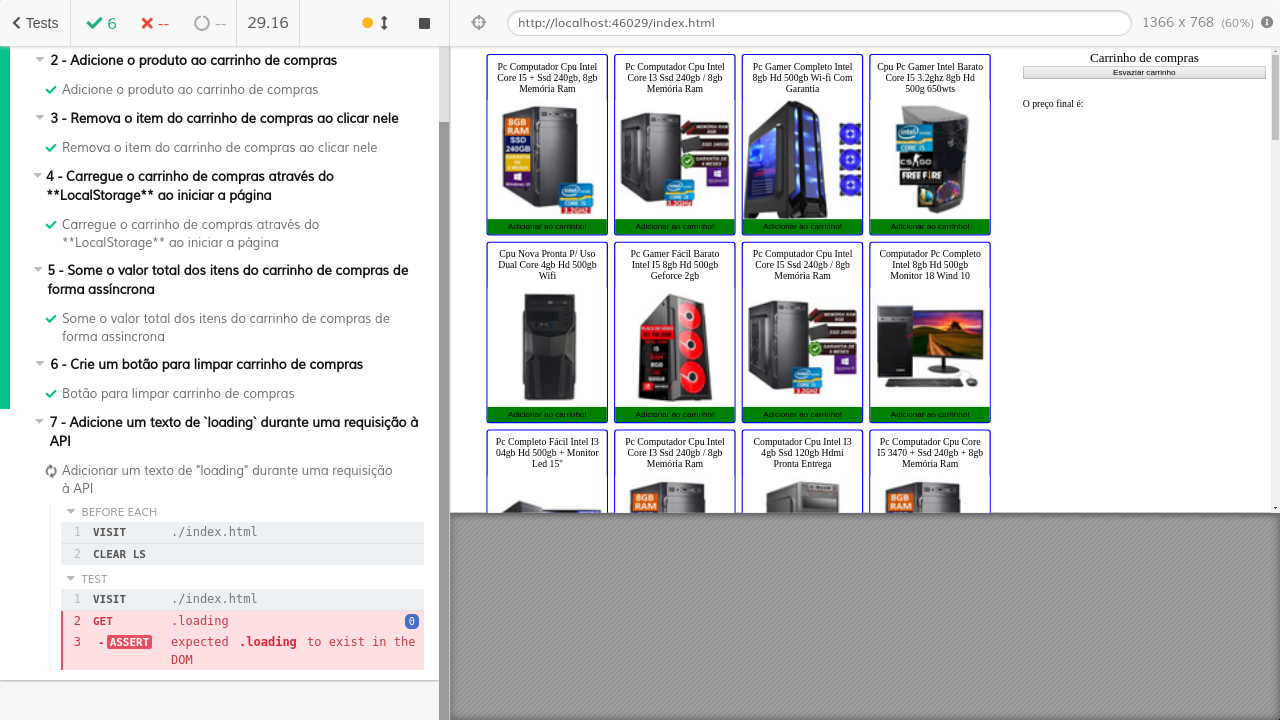 Tests
6
--
--
29.16
http://localhost:46029/index.html
1366 x 768 (60%)
2 - Adicione o produto ao carrinho de compras
Adicione o produto ao carrinho de compras
3 - Remova o item do carrinho de compras ao clicar nele
Remova o item do carrinho de compras ao clicar nele
4 - Carregue o carrinho de compras através do
**LocalStorage** ao iniciar a página
Carregue o carrinho de compras através do
**LocalStorage** ao iniciar a página
5 - Some o valor total dos itens do carrinho de compras de
forma assíncrona
Some o valor total dos itens do carrinho de compras de
forma assíncrona
6 - Crie um botão para limpar carrinho de compras
Botão para limpar carrinho de compras
7 - Adicione um texto de `loading` durante uma requisição à
API
Adicionar um texto de "loading" durante uma requisição
à API
BEFORE EACH
1 VISIT ./index.html
2 CLEAR LS
TEST
1 VISIT ./index.html
2 GET .loading 0
3 -ASSERT expected .loading to exist in the
DOM
Pc Computador Cpu Intel
Core I5 + Ssd 240gb, 8gb
Memória Ram
8GB
RAM
SSD
240GB
Adicionar ao carrinho!
Pc Computador Cpu Intel
Core I3 Ssd 240gb / 8gb
Memória Ram
Adicionar ao carrinho!
Pc Gamer Completo Intel
8gb Hd 500gb Wi-fi Com
Garantia
Adicionar ao carrinho!
Cpu Pc Gamer Intel Barato
Core I5 3.2ghz 8gb Hd
500g 650wts
CS:GO
FREE FIRE
Adicionar ao carrinho!
Cpu Nova Pronta P/ Uso
Dual Core 4gb Hd 500gb
Wifi
Adicionar ao carrinho!
Pc Gamer Fácil Barato
Intel I5 8gb Hd 500gb
Geforce 2gb
Adicionar ao carrinho!
Pc Computador Cpu Intel
Core I5 Ssd 240gb / 8gb
Memória Ram
Adicionar ao carrinho!
Computador Pc Completo
Intel 8gb Hd 500gb
Monitor 18 Wind 10
Adicionar ao carrinho!
Pc Completo Fácil Intel I3
04gb Hd 500gb + Monitor
Led 15"
Pc Computador Cpu Intel
Core I3 Ssd 240gb / 8gb
Memória Ram
8GB
RAM
Computador Cpu Intel I3
4gb Ssd 120gb Hdmi
Pronta Entrega
Pc Computador Cpu Core
I5 3470 + Ssd 240gb + 8gb
Memória Ram
8GB
RAM
Carrinho de compras
Esvaziar carrinho
O preço final é: